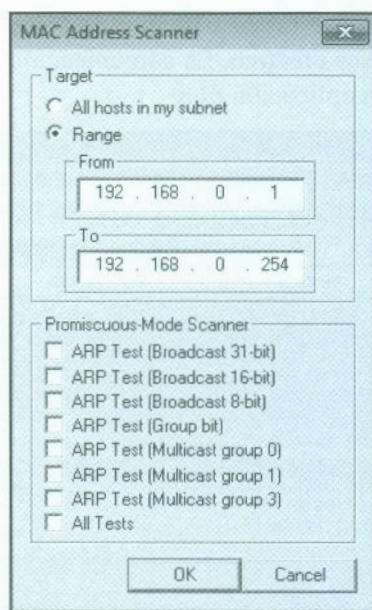 MAC Address Scanner
Target
All hosts in my subnet
Range
From
192 . 168 . 0 . 1
To
192 . 168 . 0 . 254
Promiscuous-Mode Scanner
ARP Test (Broadcast 31-bit)
ARP Test (Broadcast 16-bit)
ARP Test (Broadcast 8-bit)
ARP Test (Group bit)
ARP Test (Multicast group 0)
ARP Test (Multicast group 1)
ARP Test (Multicast group 3)
All Tests
OK
Cancel